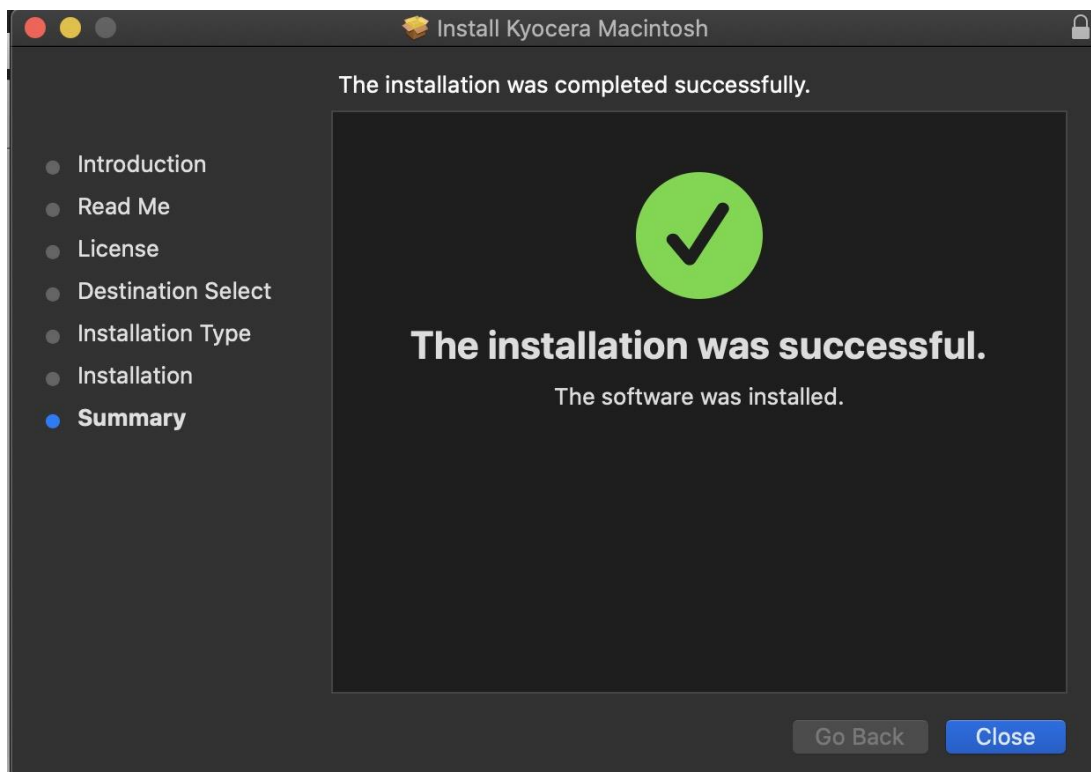 Install Kyocera Macintosh
The installation was completed successfully.
Introduction
Read Me
License
Destination Select
Installation Type
Installation
Summary
The installation was successful.
The software was installed.
Go Back
Close